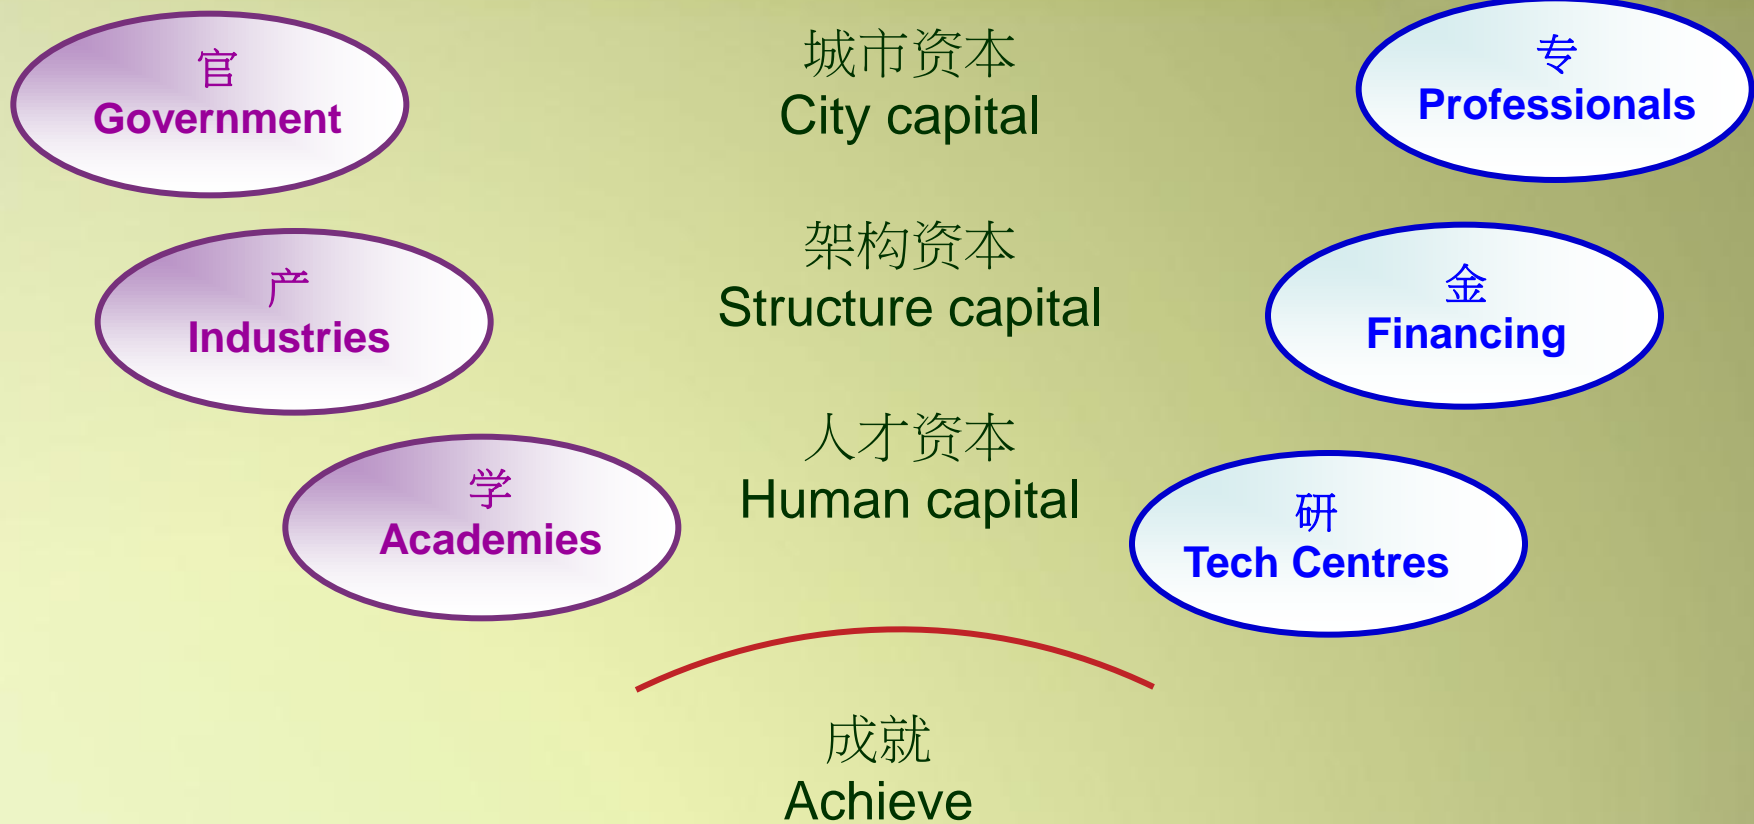 官
Government
城市资本
City capital
专
Professionals
产
Industries
架构资本
Structure capital
金
Financing
学
Academies
人才资本
Human capital
研
Tech Centres
成就
Achieve